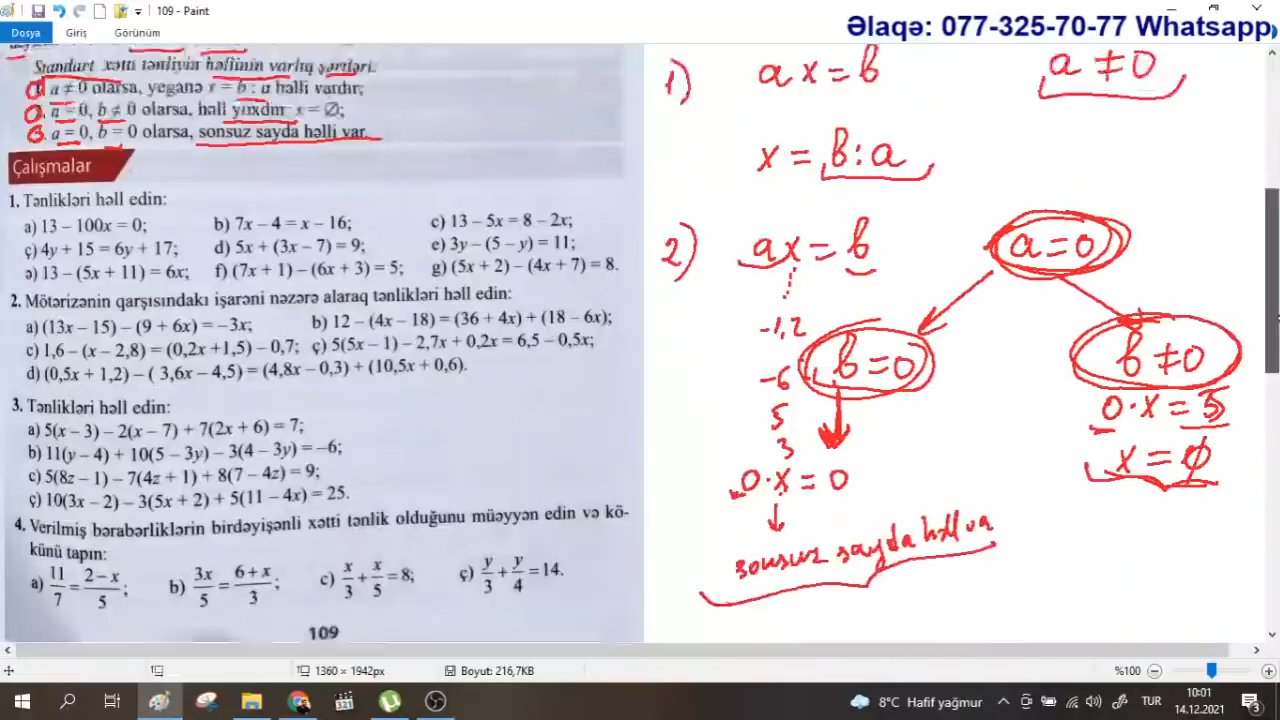 109 - Paint
Dosya Giriş Görünüm
Əlaqə: 077-325-70-77 Whatsapp
Standart xətti tənliyin həllinin varlıq şərtləri.
1. a ≠ 0 olarsa, yeganə x = b : a həlli vardır;
2. a = 0, b ≠ 0 olarsa, həll yoxdur x = ∅;
3. a = 0, b = 0 olarsa, sonsuz sayda həlli var.
Çalışmalar
1. Tənlikləri həll edin:
a) 13 – 100x = 0; b) 7x – 4 = x – 16; c) 13 – 5x = 8 – 2x;
ç) 4y + 15 = 6y + 17; d) 5x + (3x – 7) = 9; e) 3y – (5 – y) = 11;
ə) 13 – (5x + 11) = 6x; f) (7x + 1) – (6x + 3) = 5; g) (5x + 2) – (4x + 7) = 8.
2. Mötərizənin qarşısındakı işarəni nəzərə alaraq tənlikləri həll edin:
a) (13x – 15) – (9 + 6x) = –3x; b) 12 – (4x – 18) = (36 + 4x) + (18 – 6x);
c) 1,6 – (x – 2,8) = (0,2x +1,5) – 0,7; ç) 5(5x – 1) – 2,7x + 0,2x = 6,5 – 0,5x;
d) (0,5x + 1,2) – ( 3,6x – 4,5) = (4,8x – 0,3) + (10,5x + 0,6).
3. Tənlikləri həll edin:
a) 5(x – 3) – 2(x – 7) + 7(2x + 6) = 7;
b) 11(y – 4) + 10(5 – 3y) – 3(4 – 3y) = –6;
c) 5(8z – 1) – 7(4z + 1) + 8(7 – 4z) = 9;
ç) 10(3x – 2) – 3(5x + 2) + 5(11 – 4x) = 25.
4. Verilmiş bərabərliklərin birdəyişənli xətti tənlik olduğunu müəyyən edin və kö-
künü tapın:
a) 11/7 = 2–x/5; b) 3x/5 = 6+x/3; c) x/3 + x/5 = 8; ç) y/3 + y/4 = 14.
109
1) ax = b a ≠ 0
x = b : a
2) ax = b a = 0
-1,2
b = 0 b ≠ 0
-6
0·x = 5
5
3
x = ∅
0·x = 0
sonsuz sayda həll va
1360 × 1942px Boyut: 216,7KB %100
8°C Hafif yağmur TUR 10:01
14.12.2021
3